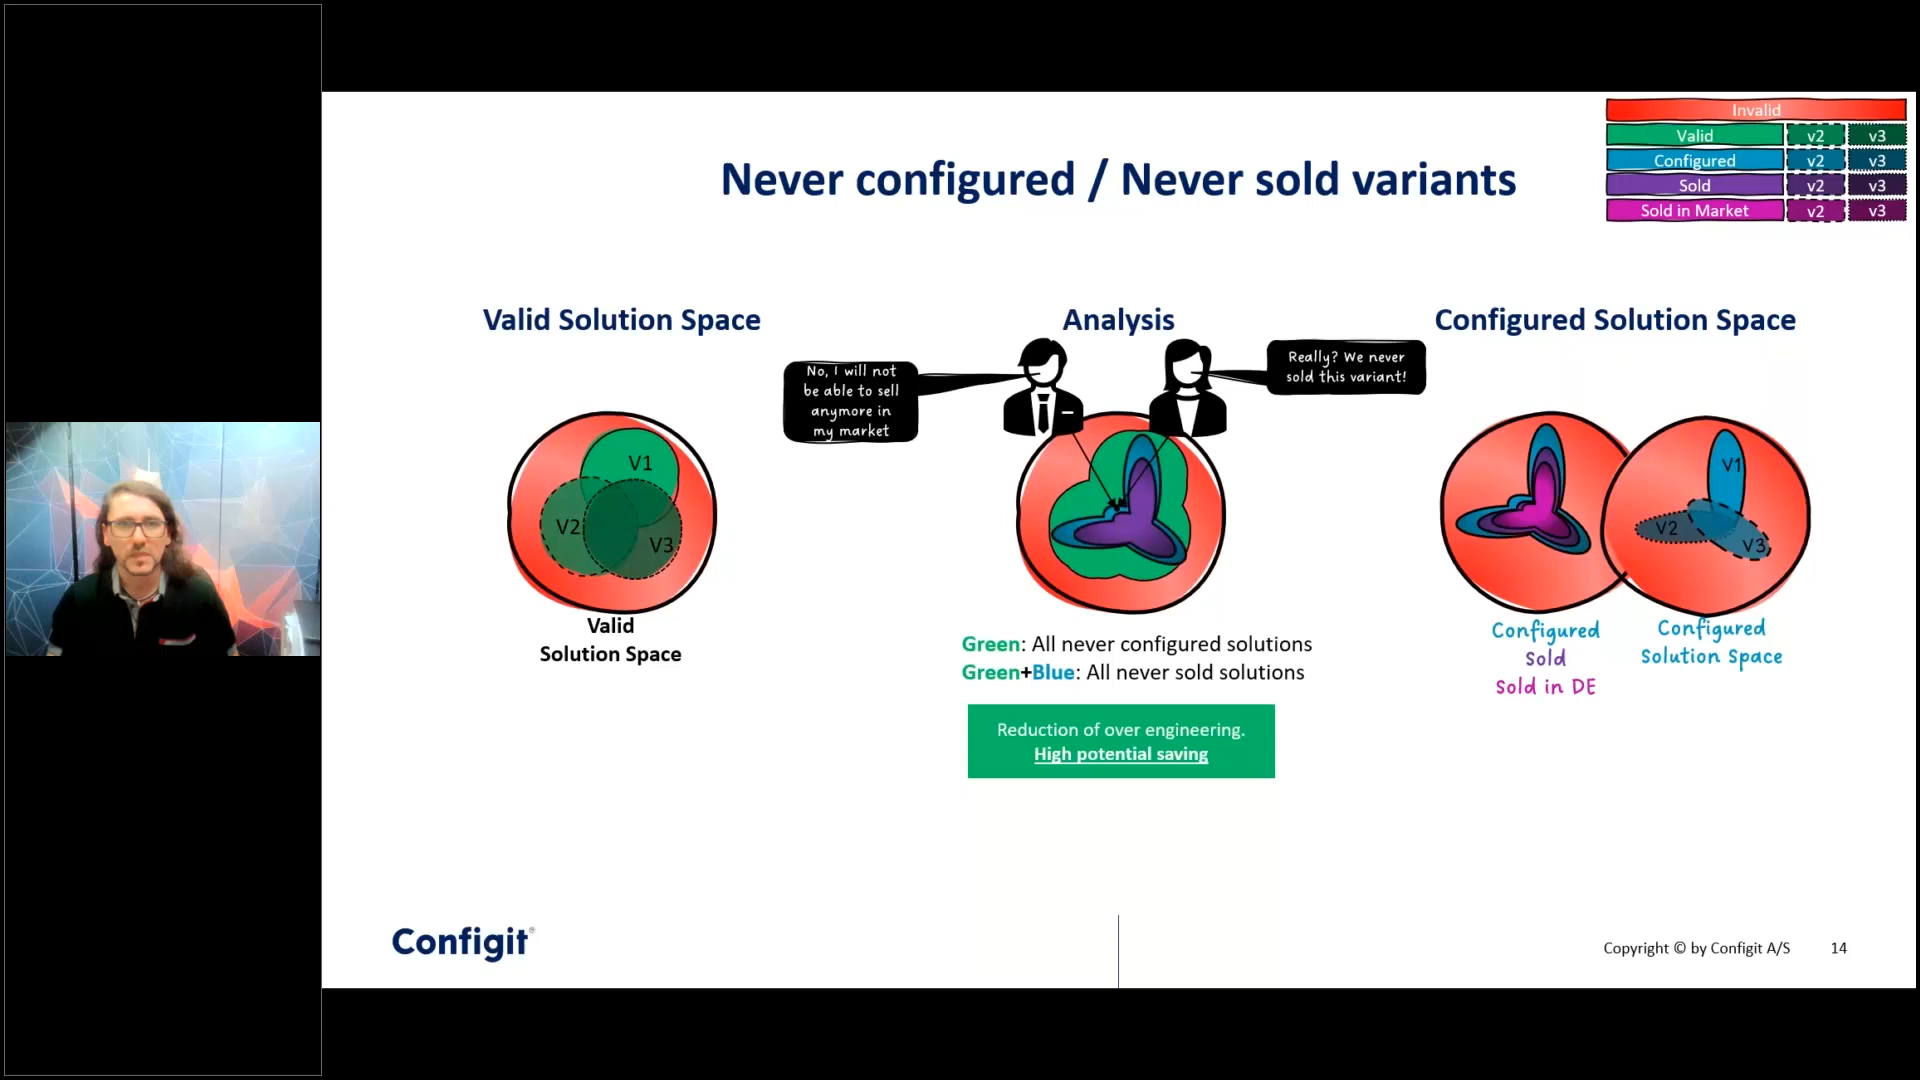 Invalid
Valid v2 v3
Configured v2 v3
Sold v2 v3
Sold in Market v2 v3
Never configured / Never sold variants
Valid Solution Space
V1
V2
V3
Valid
Solution Space
Analysis
No, I will not
be able to sell
anymore in
my market
Really? We never
sold this variant!
Green: All never configured solutions
Green+Blue: All never sold solutions
Reduction of over engineering.
High potential saving
Configured Solution Space
V1
V2
V3
Configured
Sold
Sold in DE
Configured
Solution Space
Configit®
Copyright © by Configit A/S 14